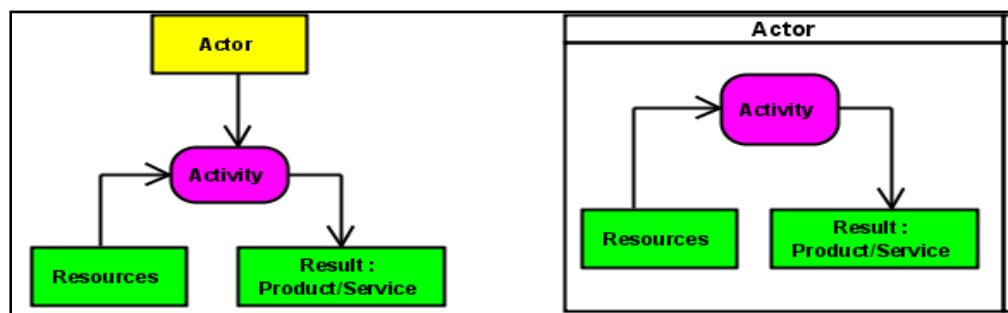 Actor
Activity
Resources
Result :
Product/Service
Actor
Activity
Resources
Result :
Product/Service